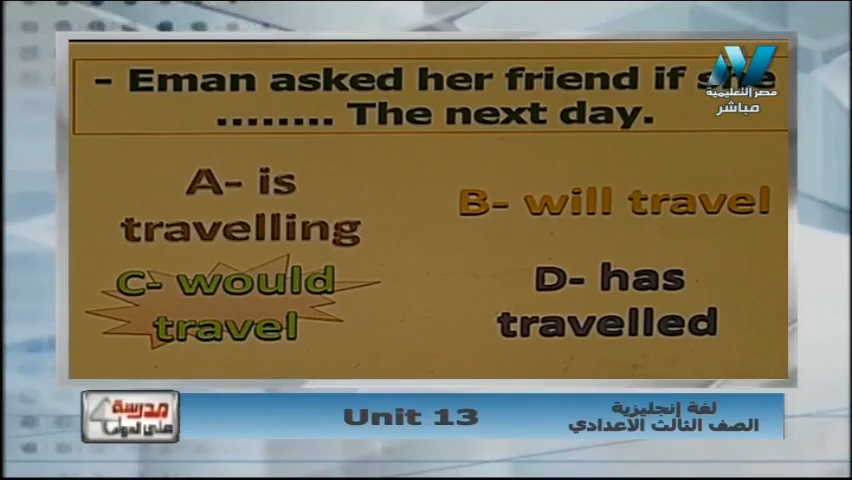 - Eman asked her friend if she
........ The next day.
مصر التعليمية
مباشر
A- is
travelling
B- will travel
C- would
travel
D- has
travelled
مدرسة
على الهواء
Unit 13
لغة إنجليزية
الصف الثالث الاعدادي